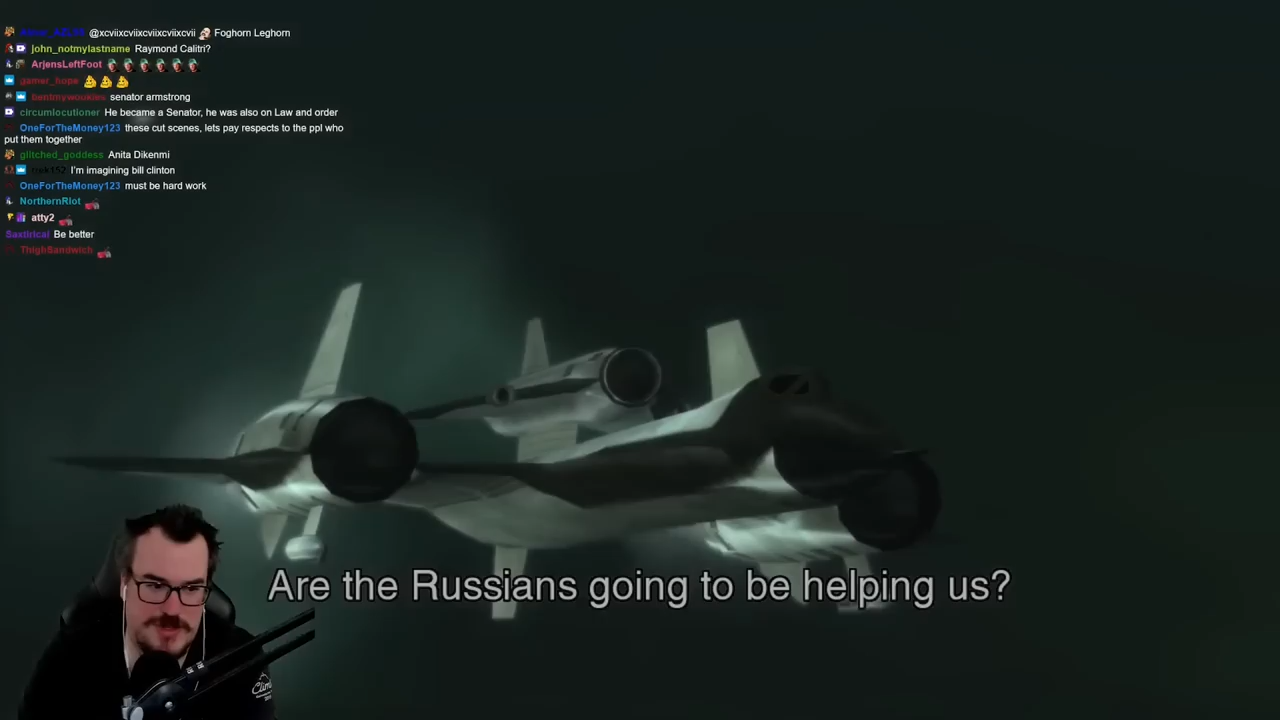 @xcviixcviixcviixcviixcvii Foghorn Leghorn
john_notmylastname Raymond Calitri?
ArjensLeftFoot
gamer_hope
bentmywookies senator armstrong
circumlocutioner He became a Senator, he was also on Law and order
OneForTheMoney123 these cut scenes, lets pay respects to the ppl who
put them together
glitched_goddess Anita Dikenmi
I'm imagining bill clinton
OneForTheMoney123 must be hard work
NorthernRiot
atty2
Saxtirical Be better
ThighSandwich
Are the Russians going to be helping us?